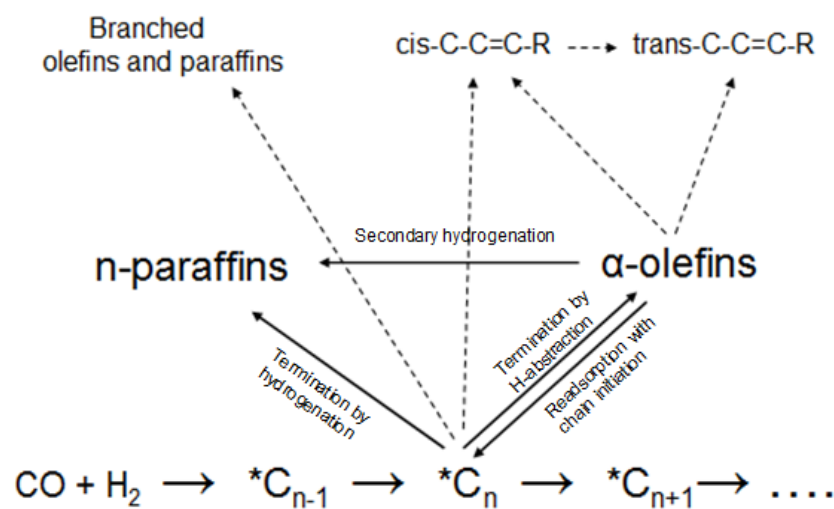 Branched
olefins and paraffins
cis-C-C=C-R
trans-C-C=C-R
Secondary hydrogenation
n-paraffins
α-olefins
Termination by
hydrogenation
Termination by
H-abstraction
Readsorption with
chain initiation
CO + H₂ → *Cₙ₋₁ → *Cₙ → *Cₙ₊₁ → ....